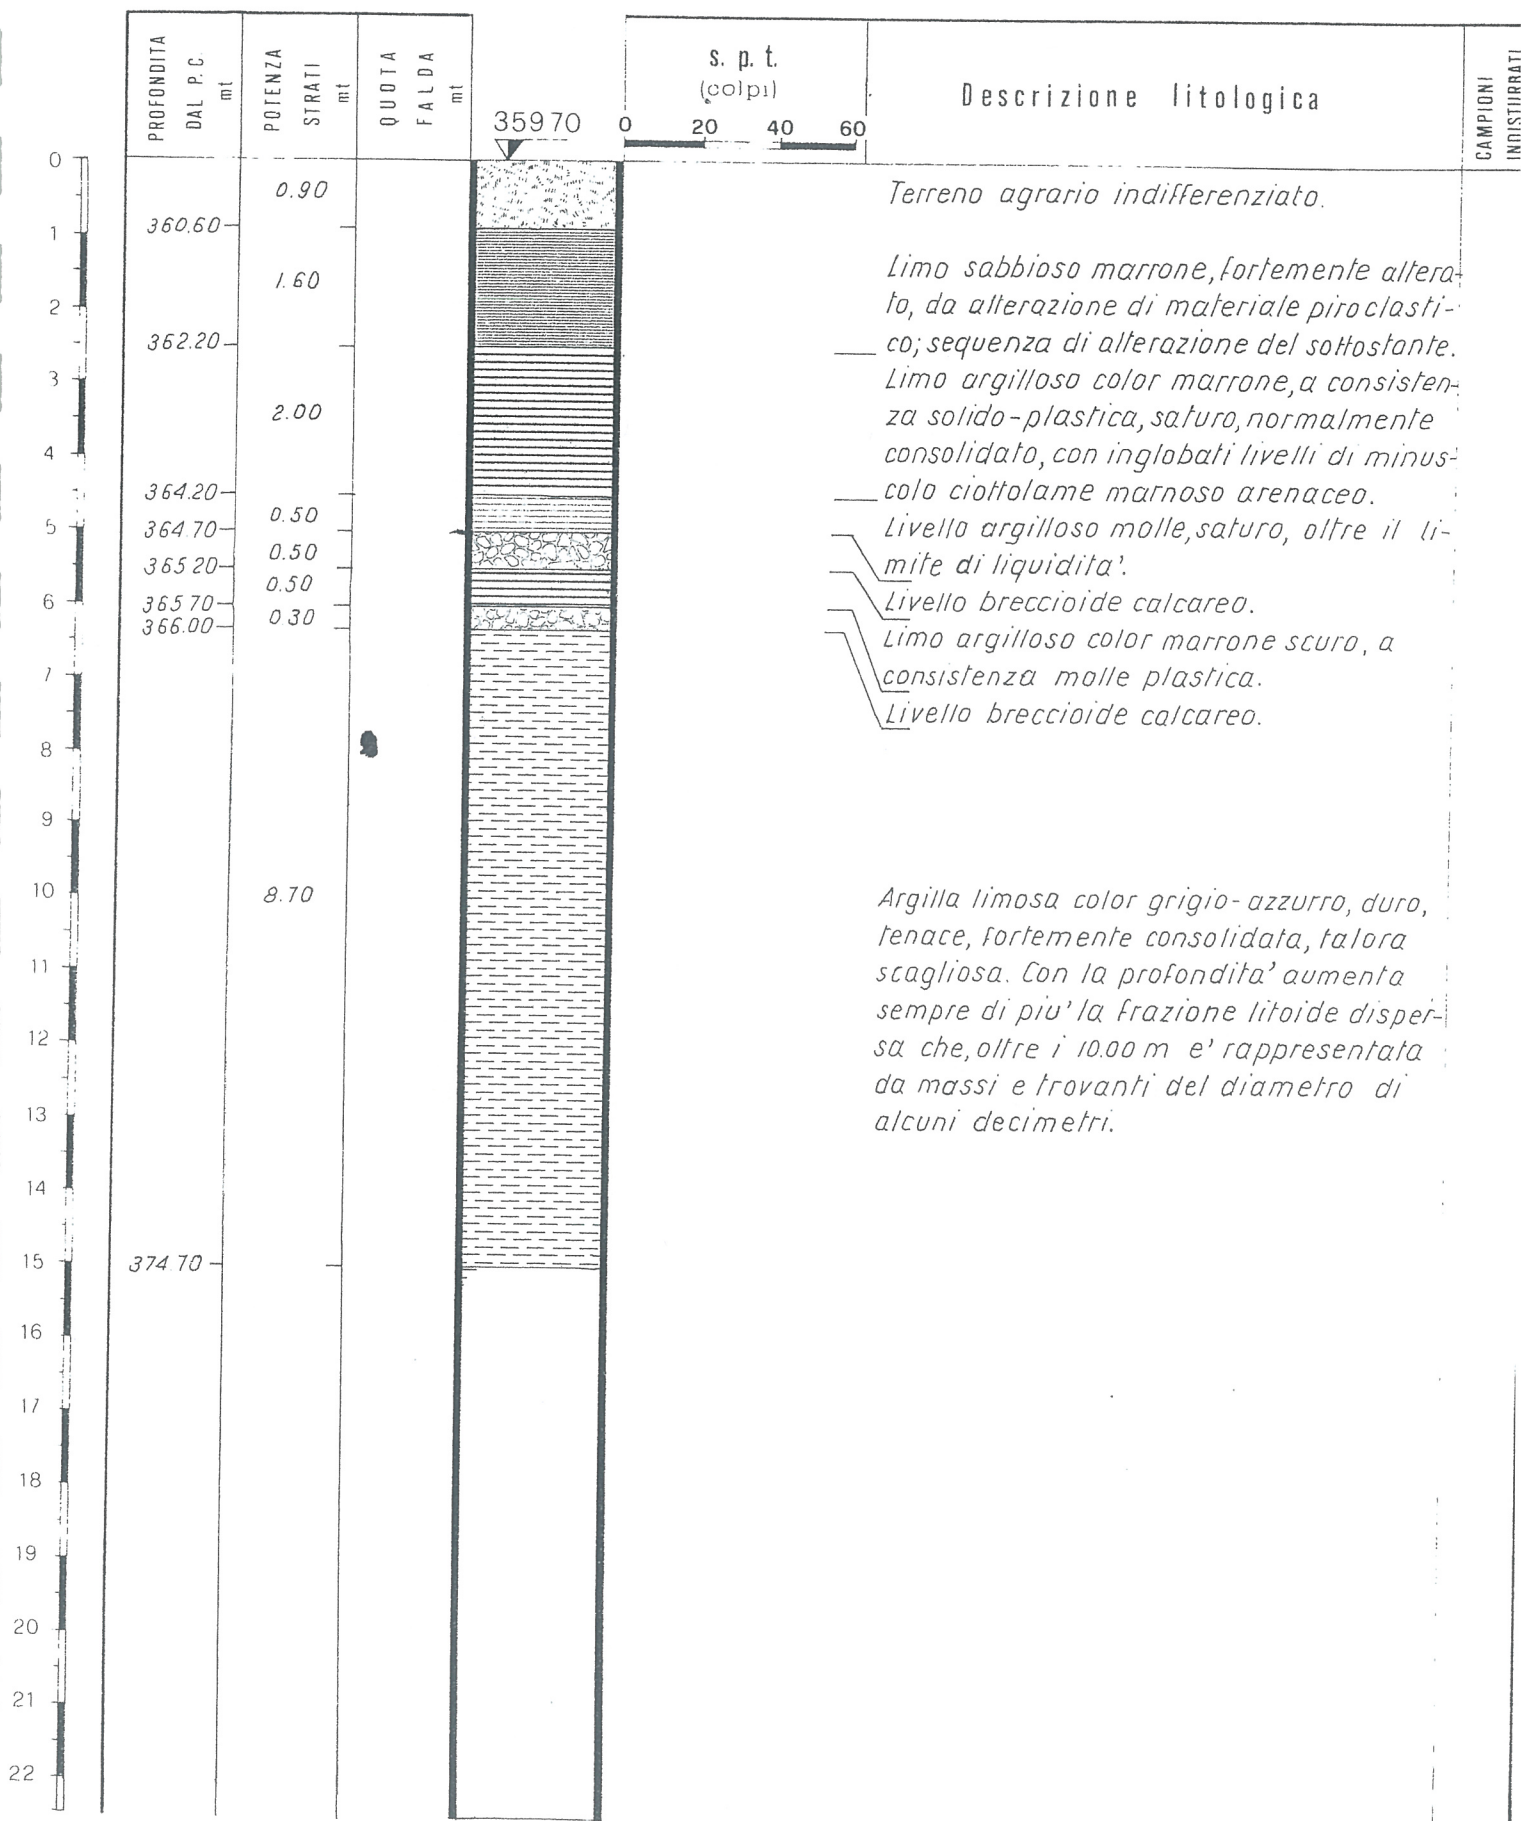 PROFONDITA
DAL P.C.
mt
POTENZA
STRATI
mt
QUOTA
FALDA
mt
35970
s. p. t.
(colpi)
0 20 40 60
Descrizione litologica
CAMPIONI
INDISTURBATI
0
1
2
3
4
5
6
7
8
9
10
11
12
13
14
15
16
17
18
19
20
21
22
360.60
362.20
364.20
364.70
365.20
365.70
366.00
374.70
0.90
1.60
2.00
0.50
0.50
0.50
0.30
8.70
Terreno agrario indifferenziato.
Limo sabbioso marrone, fortemente altera-
to, da alterazione di materiale piroclasti-
co; sequenza di alterazione del sottostante.
Limo argilloso color marrone, a consisten-
za solido-plastica, saturo, normalmente
consolidato, con inglobati livelli di minus-
colo ciottolame marnoso arenaceo.
Livello argilloso molle, saturo, oltre il li-
mite di liquidita'.
Livello breccioide calcareo.
Limo argilloso color marrone scuro, a
consistenza molle plastica.
Livello breccioide calcareo.
Argilla limosa color grigio-azzurro, duro,
tenace, fortemente consolidata, talora
scagliosa. Con la profondita' aumenta
sempre di piu' la frazione litoide disper-
sa che, oltre i 10.00 m e' rappresentata
da massi e trovanti del diametro di
alcuni decimetri.